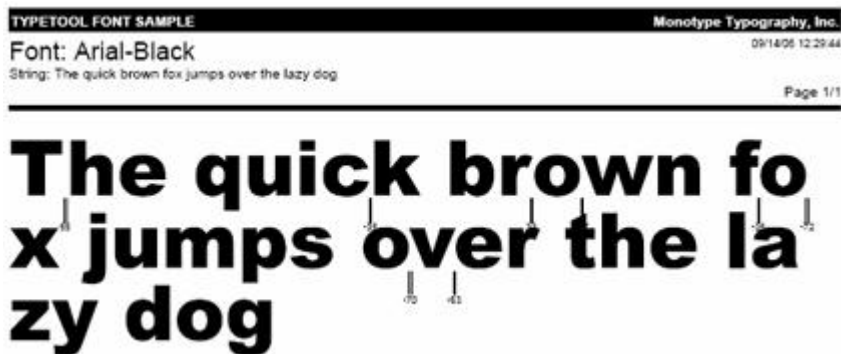 TYPETOOL FONT SAMPLE Monotype Typography, Inc.
Font: Arial-Black 09/14/06 12:29:44
String: The quick brown fox jumps over the lazy dog
Page 1/1
The quick brown fo
x jumps over the la
-70 -63
zy dog